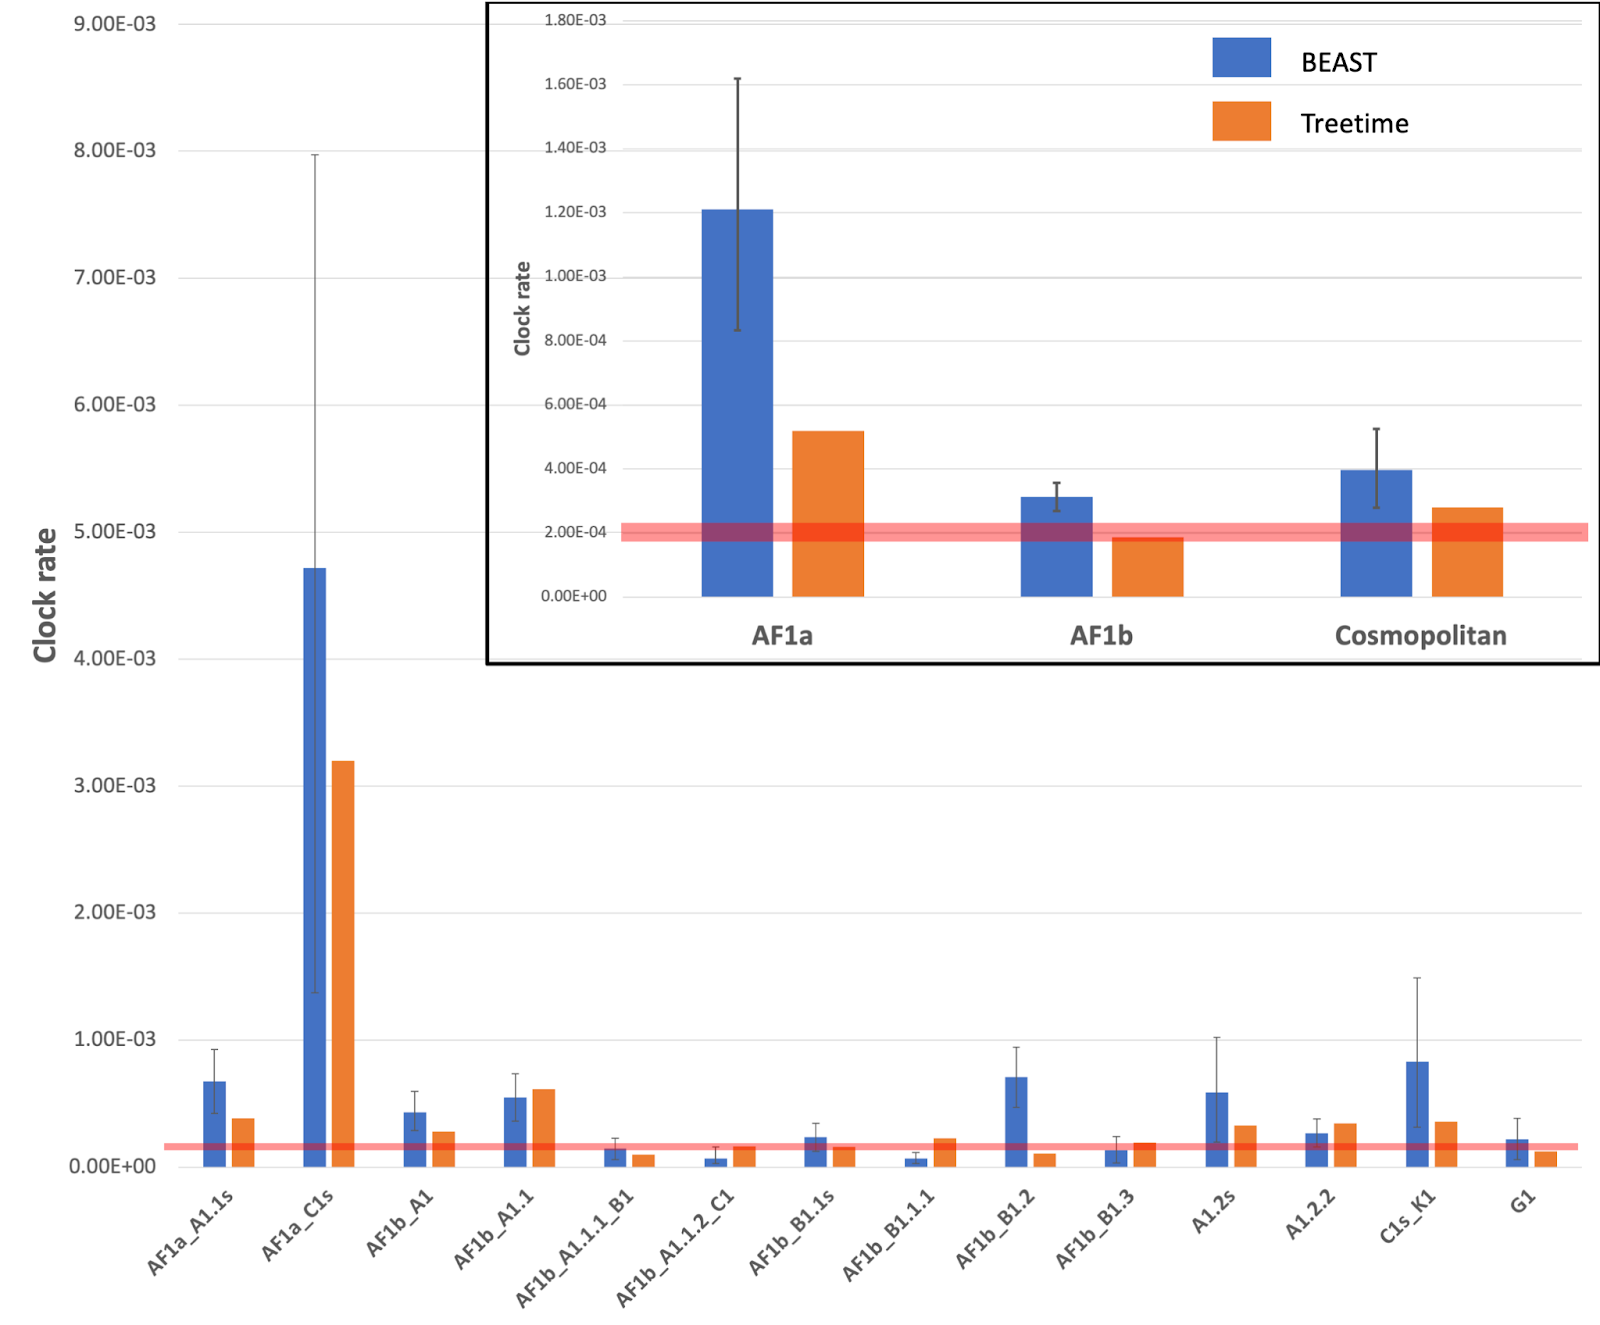 9.00E-03
8.00E-03
7.00E-03
6.00E-03
5.00E-03
4.00E-03
3.00E-03
2.00E-03
1.00E-03
0.00E+00
Clock rate
1.80E-03
1.60E-03
1.40E-03
1.20E-03
1.00E-03
8.00E-04
6.00E-04
4.00E-04
2.00E-04
0.00E+00
Clock rate
BEAST
Treetime
AF1a
AF1b
Cosmopolitan
AF1a_A1.1s
AF1a_C1s
AF1b_A1
AF1b_A1.1
AF1b_A1.1.1_B1
AF1b_A1.1.2_C1
AF1b_B1.1s
AF1b_B1.1.1
AF1b_B1.2
AF1b_B1.3
A1.2s
A1.2.2
C1s_K1
G1